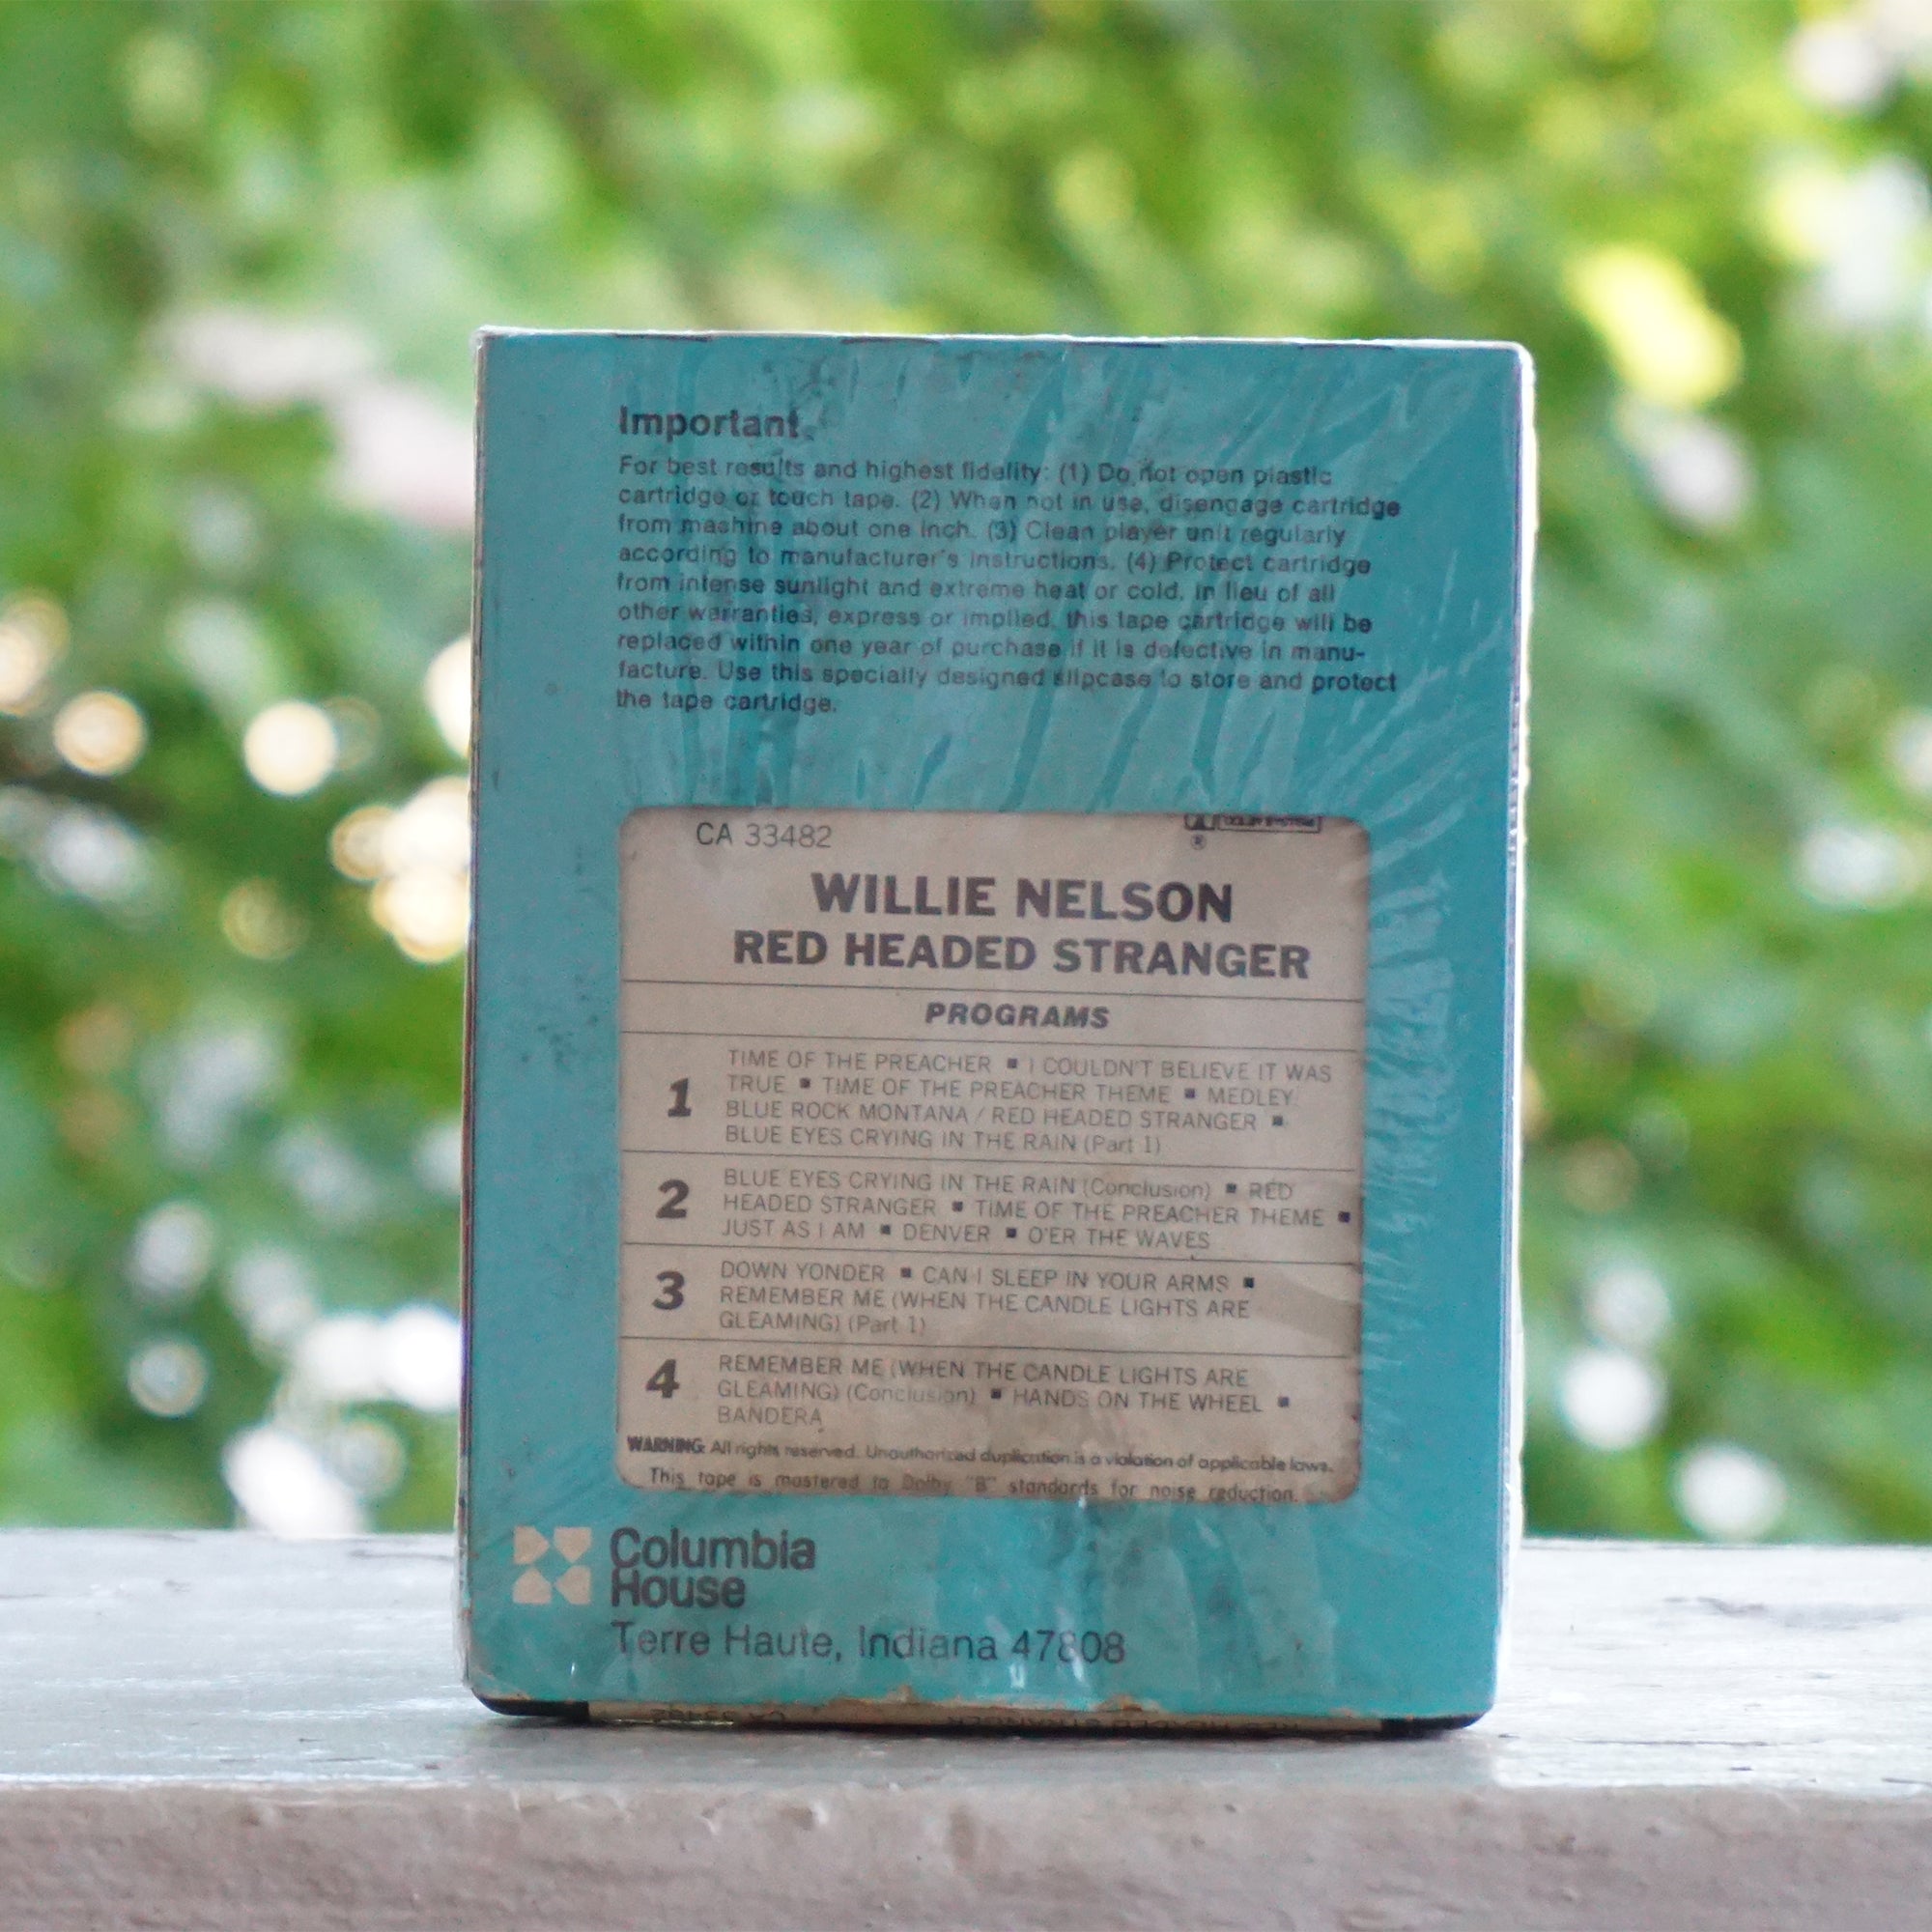 Important
For best results and highest fidelity: (1) Do not open plastic
cartridge or touch tape. (2) When not in use, disengage cartridge
from machine about one inch. (3) Clean player unit regularly
according to manufacturer's instructions. (4) Protect cartridge
from intense sunlight and extreme heat or cold. In lieu of all
other warranties, express or implied, this tape cartridge will be
replaced within one year of purchase if it is defective in manu-
facture. Use this specially designed slipcase to store and protect
the tape cartridge.
CA 33482
DOLBY SYSTEM
®
WILLIE NELSON
RED HEADED STRANGER
PROGRAMS
1
TIME OF THE PREACHER ▪ I COULDN'T BELIEVE IT WAS
TRUE ▪ TIME OF THE PREACHER THEME ▪ MEDLEY:
BLUE ROCK MONTANA / RED HEADED STRANGER ▪
BLUE EYES CRYING IN THE RAIN (Part 1)
2
BLUE EYES CRYING IN THE RAIN (Conclusion) ▪ RED
HEADED STRANGER ▪ TIME OF THE PREACHER THEME ▪
JUST AS I AM ▪ DENVER ▪ O'ER THE WAVES
3
DOWN YONDER ▪ CAN I SLEEP IN YOUR ARMS ▪
REMEMBER ME (WHEN THE CANDLE LIGHTS ARE
GLEAMING) (Part 1)
4
REMEMBER ME (WHEN THE CANDLE LIGHTS ARE
GLEAMING) (Conclusion) ▪ HANDS ON THE WHEEL ▪
BANDERA
WARNING: All rights reserved. Unauthorized duplication is a violation of applicable laws.
This tape is mastered to Dolby "B" standards for noise reduction.
Columbia
House
Terre Haute, Indiana 47808
CA 33482 RED HEADED STRANGER